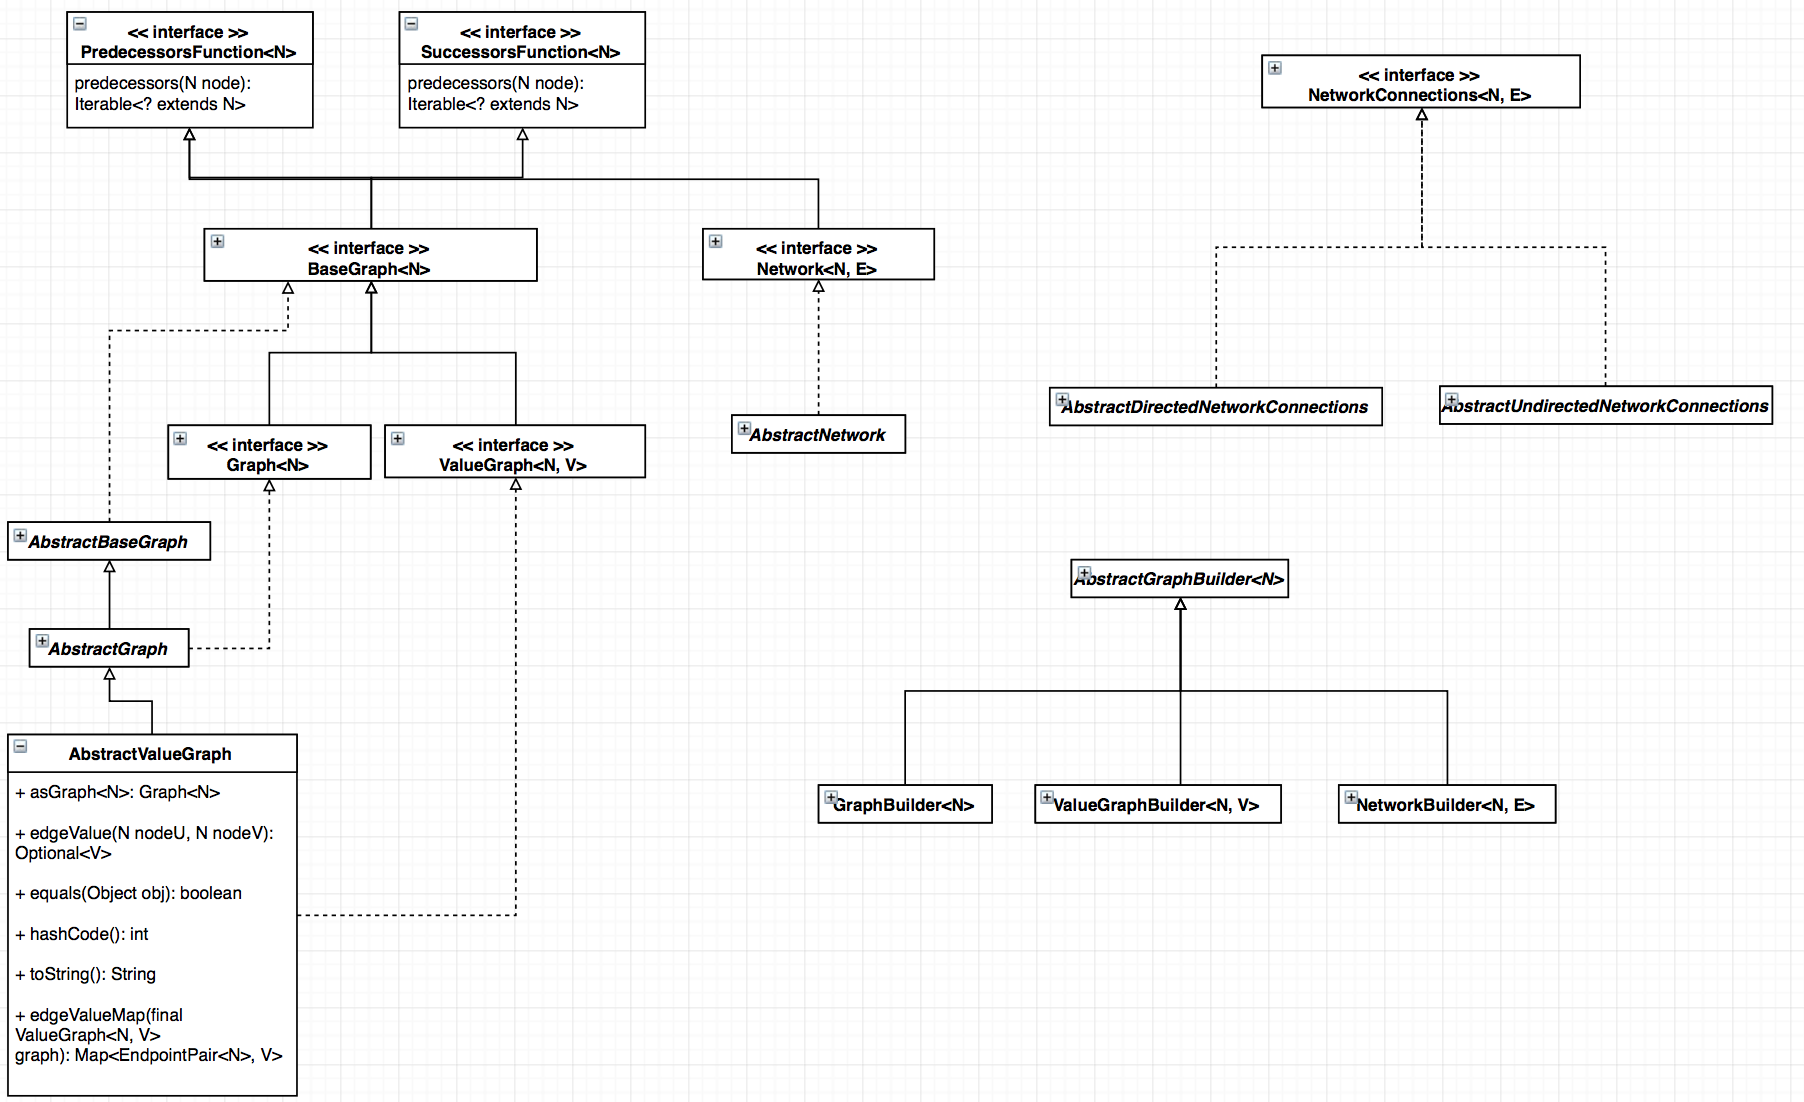 << interface >>
PredecessorsFunction<N>
predecessors(N node):
Iterable<? extends N>
<< interface >>
SuccessorsFunction<N>
predecessors(N node):
Iterable<? extends N>
<< interface >>
NetworkConnections<N, E>
<< interface >>
BaseGraph<N>
<< interface >>
Network<N, E>
<< interface >>
Graph<N>
<< interface >>
ValueGraph<N, V>
AbstractNetwork
AbstractDirectedNetworkConnections
AbstractUndirectedNetworkConnections
AbstractBaseGraph
AbstractGraph
AbstractGraphBuilder<N>
GraphBuilder<N>
ValueGraphBuilder<N, V>
NetworkBuilder<N, E>
AbstractValueGraph
+ asGraph<N>: Graph<N>
+ edgeValue(N nodeU, N nodeV):
Optional<V>
+ equals(Object obj): boolean
+ hashCode(): int
+ toString(): String
+ edgeValueMap(final
ValueGraph<N, V>
graph): Map<EndpointPair<N>, V>